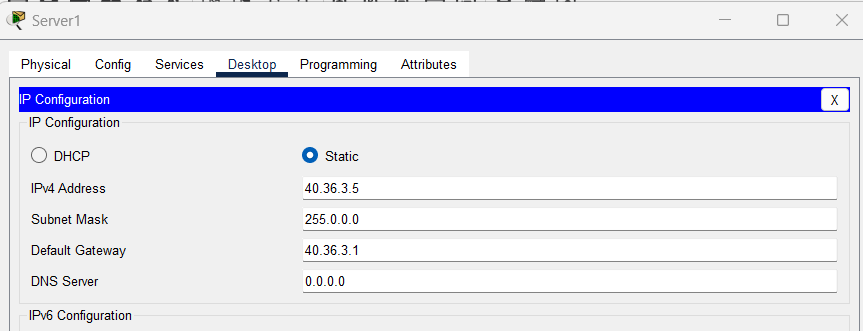 Server1
Physical Config Services Desktop Programming Attributes
IP Configuration X
IP Configuration
DHCP Static
IPv4 Address 40.36.3.5
Subnet Mask 255.0.0.0
Default Gateway 40.36.3.1
DNS Server 0.0.0.0
IPv6 Configuration